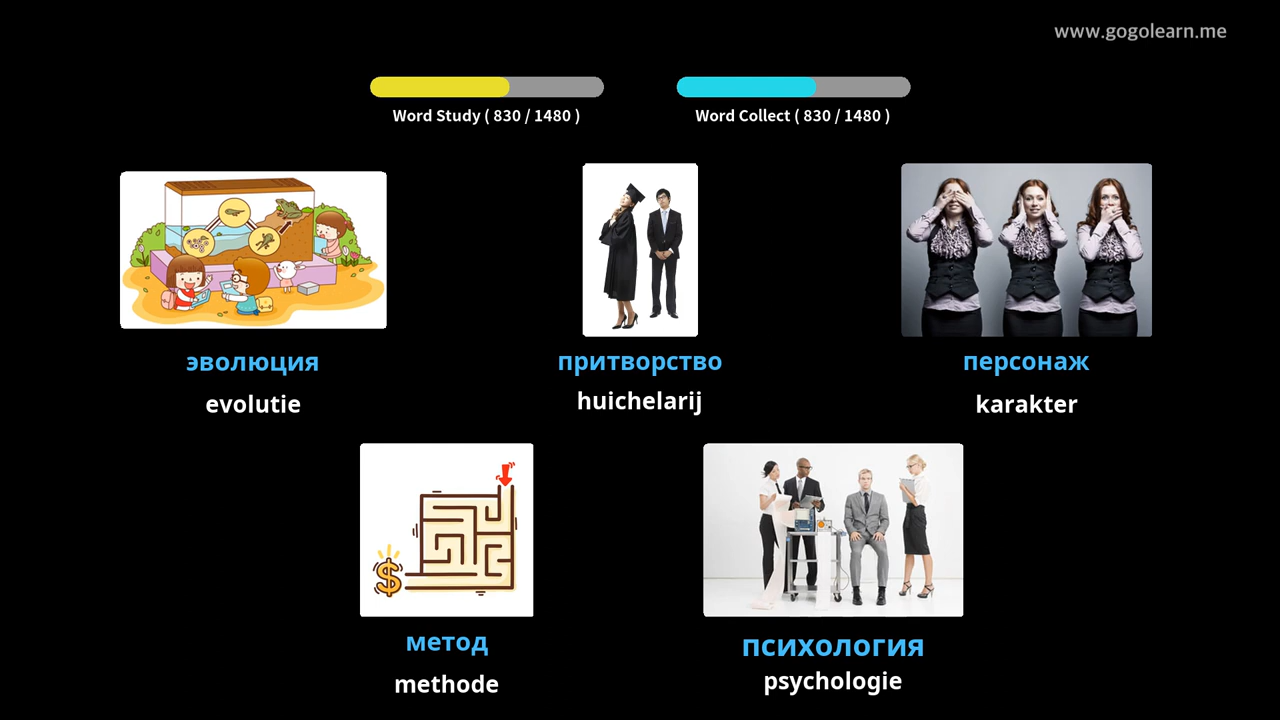 www.gogolearn.me
Word Study ( 830 / 1480 )
Word Collect ( 830 / 1480 )
эволюция
притворство
персонаж
evolutie
huichelarij
karakter
метод
психология
methode
psychologie